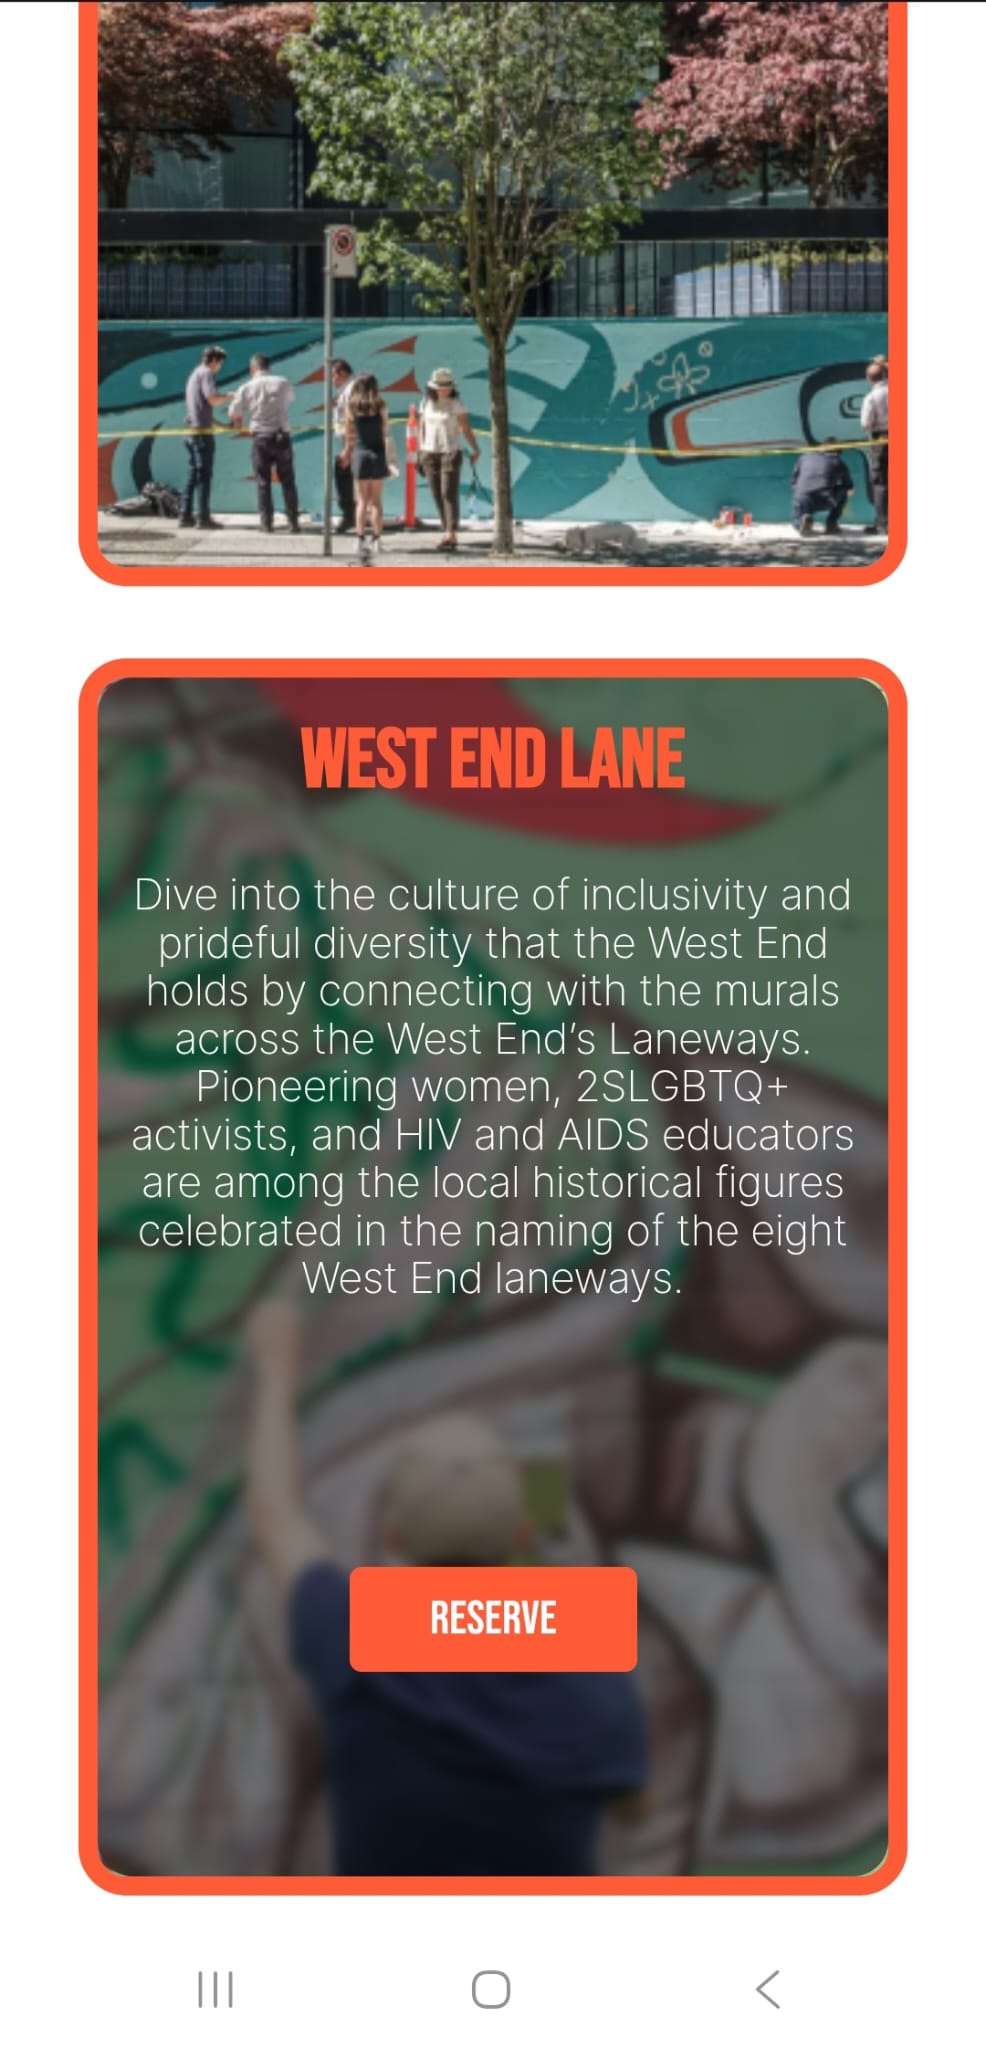 WEST END LANE
Dive into the culture of inclusivity and
prideful diversity that the West End
holds by connecting with the murals
across the West End's Laneways.
Pioneering women, 2SLGBTQ+
activists, and HIV and AIDS educators
are among the local historical figures
celebrated in the naming of the eight
West End laneways.
RESERVE